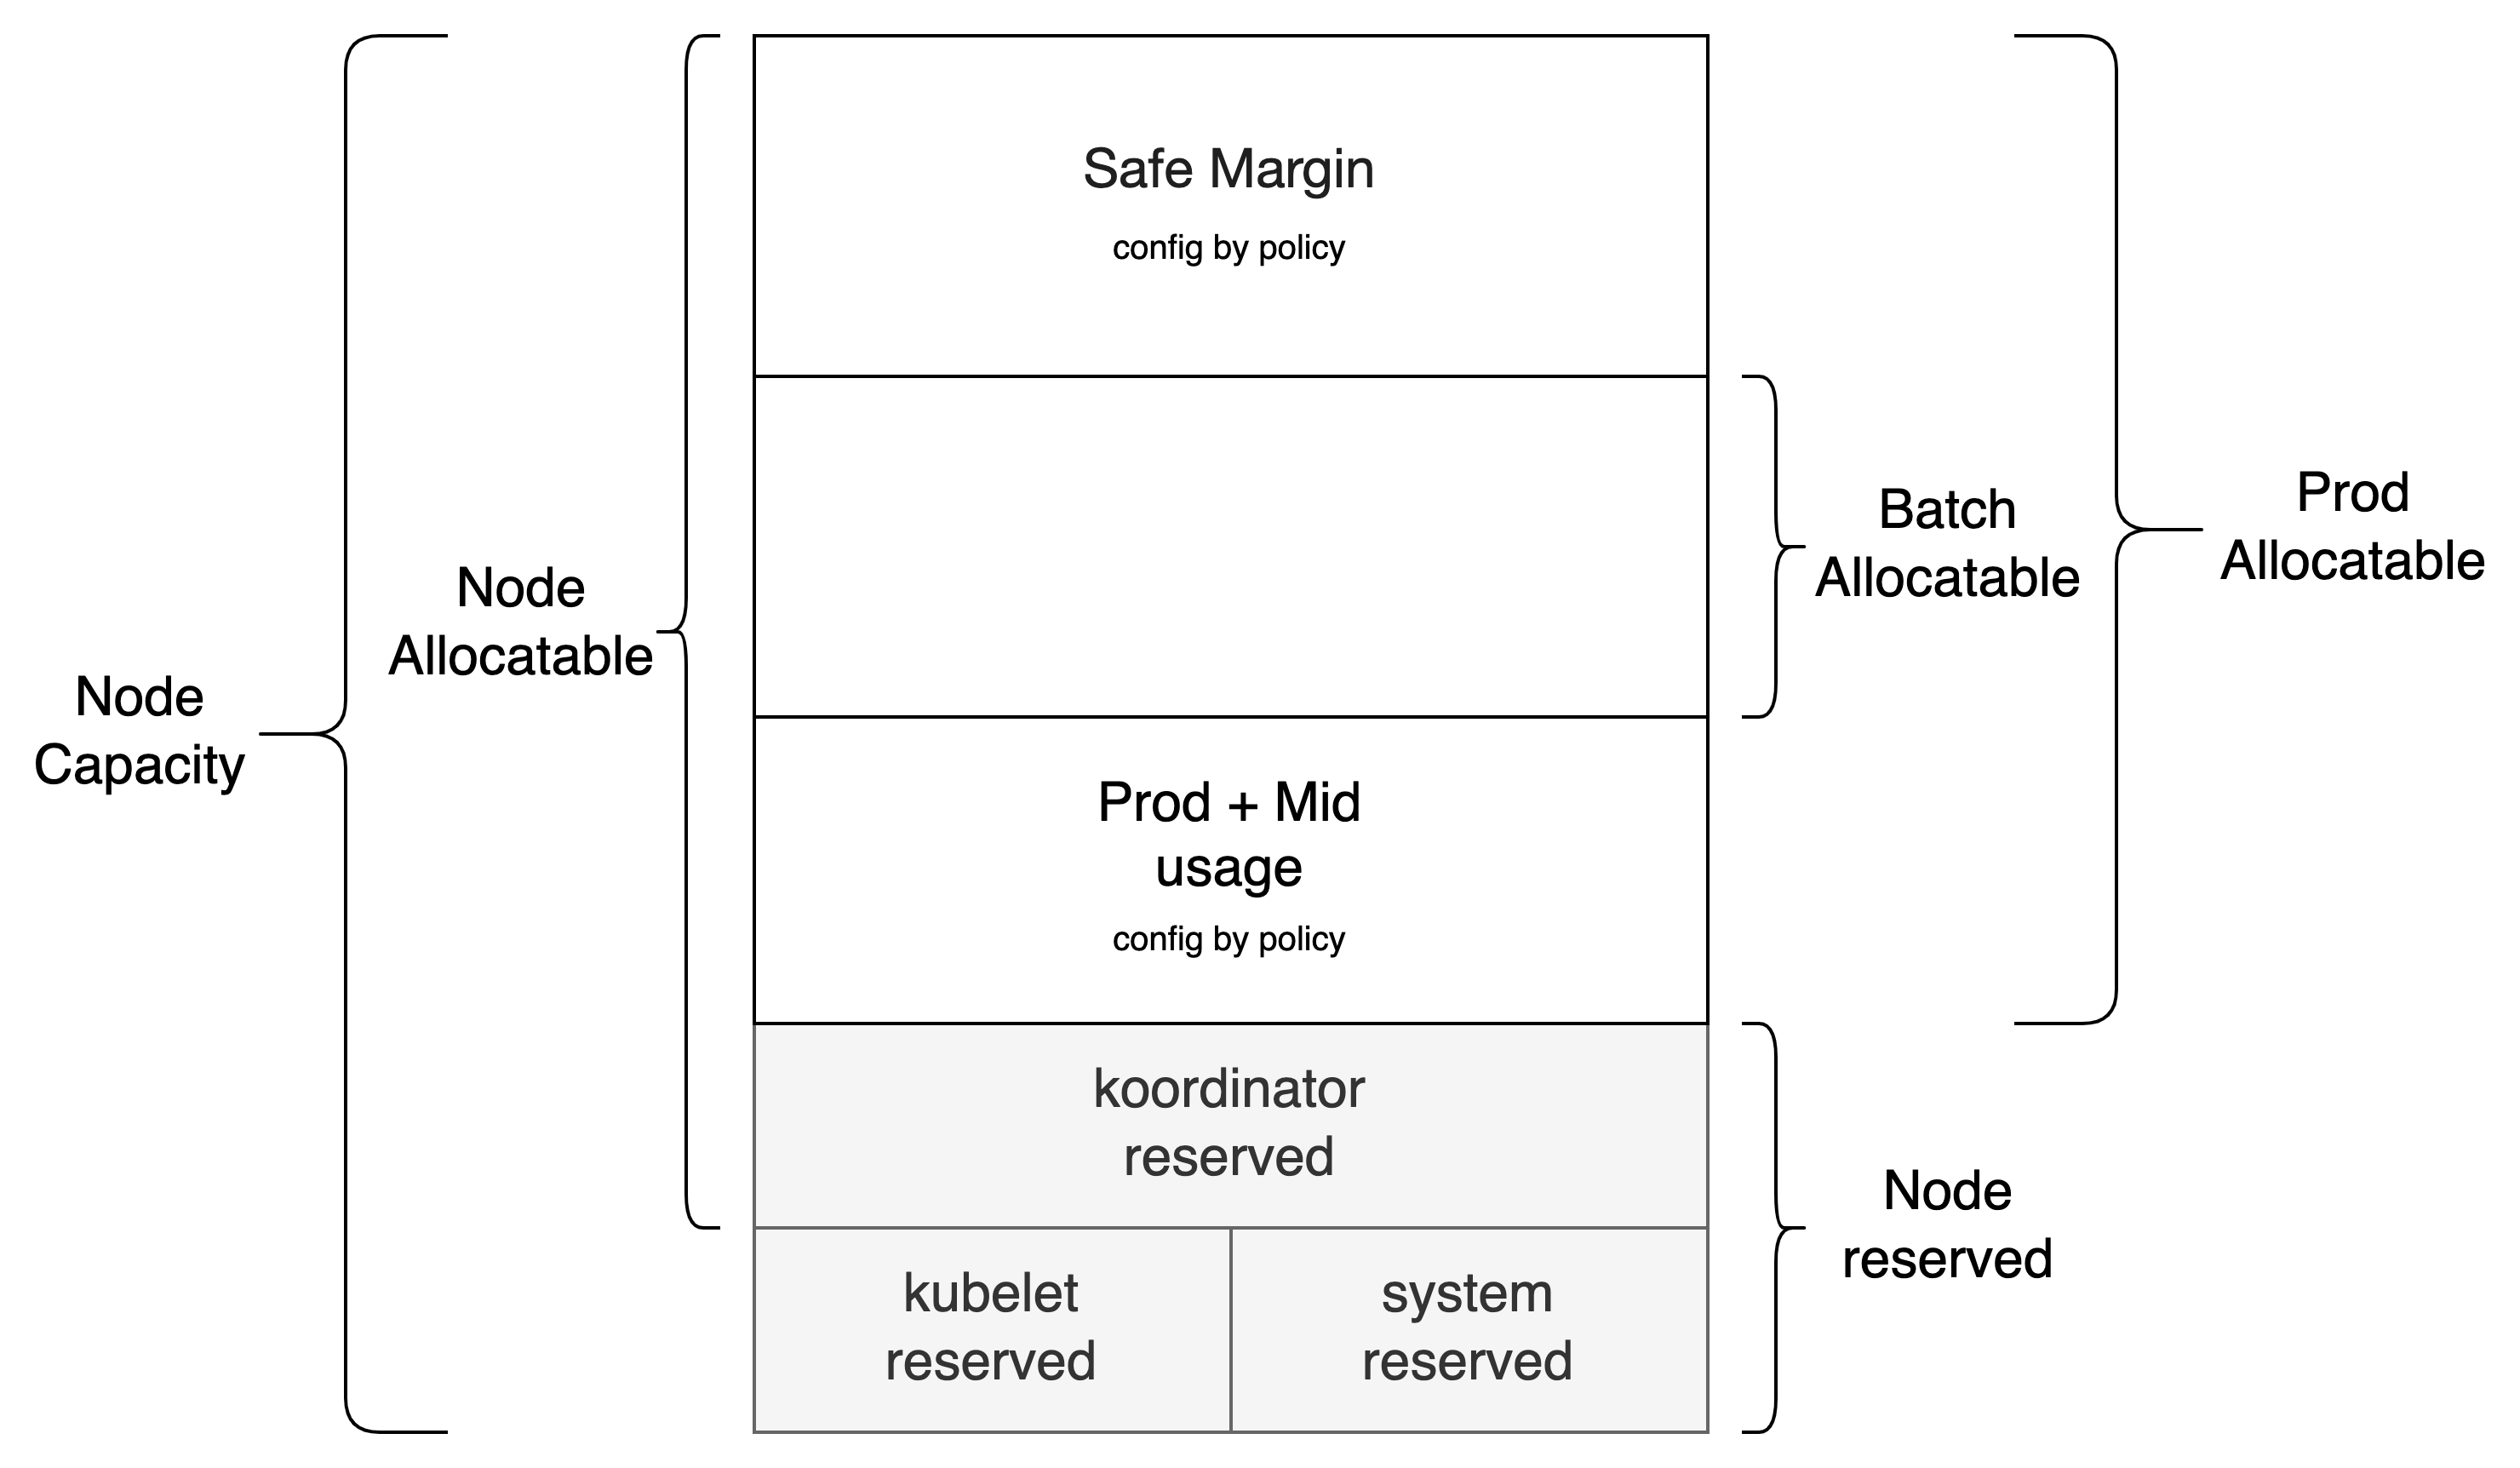 Safe Margin
config by policy
Node
Allocatable
Node
Capacity
Batch
Allocatable
Prod
Allocatable
Prod + Mid
usage
config by policy
koordinator
reserved
kubelet
reserved
system
reserved
Node
reserved